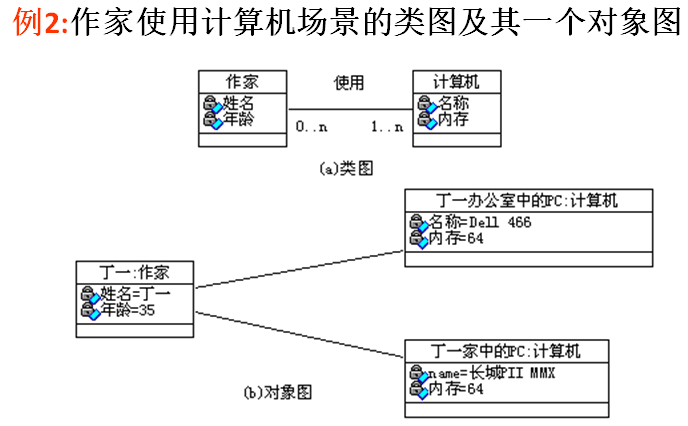 例2:作家使用计算机场景的类图及其一个对象图
作家
姓名
年龄
使用
0..n
1..n
计算机
名称
内存
(a)类图
丁一办公室中的PC:计算机
名称=Dell 466
内存=64
丁一:作家
姓名=丁一
年龄=35
丁一家中的PC:计算机
name=长城PII MMX
内存=64
(b)对象图